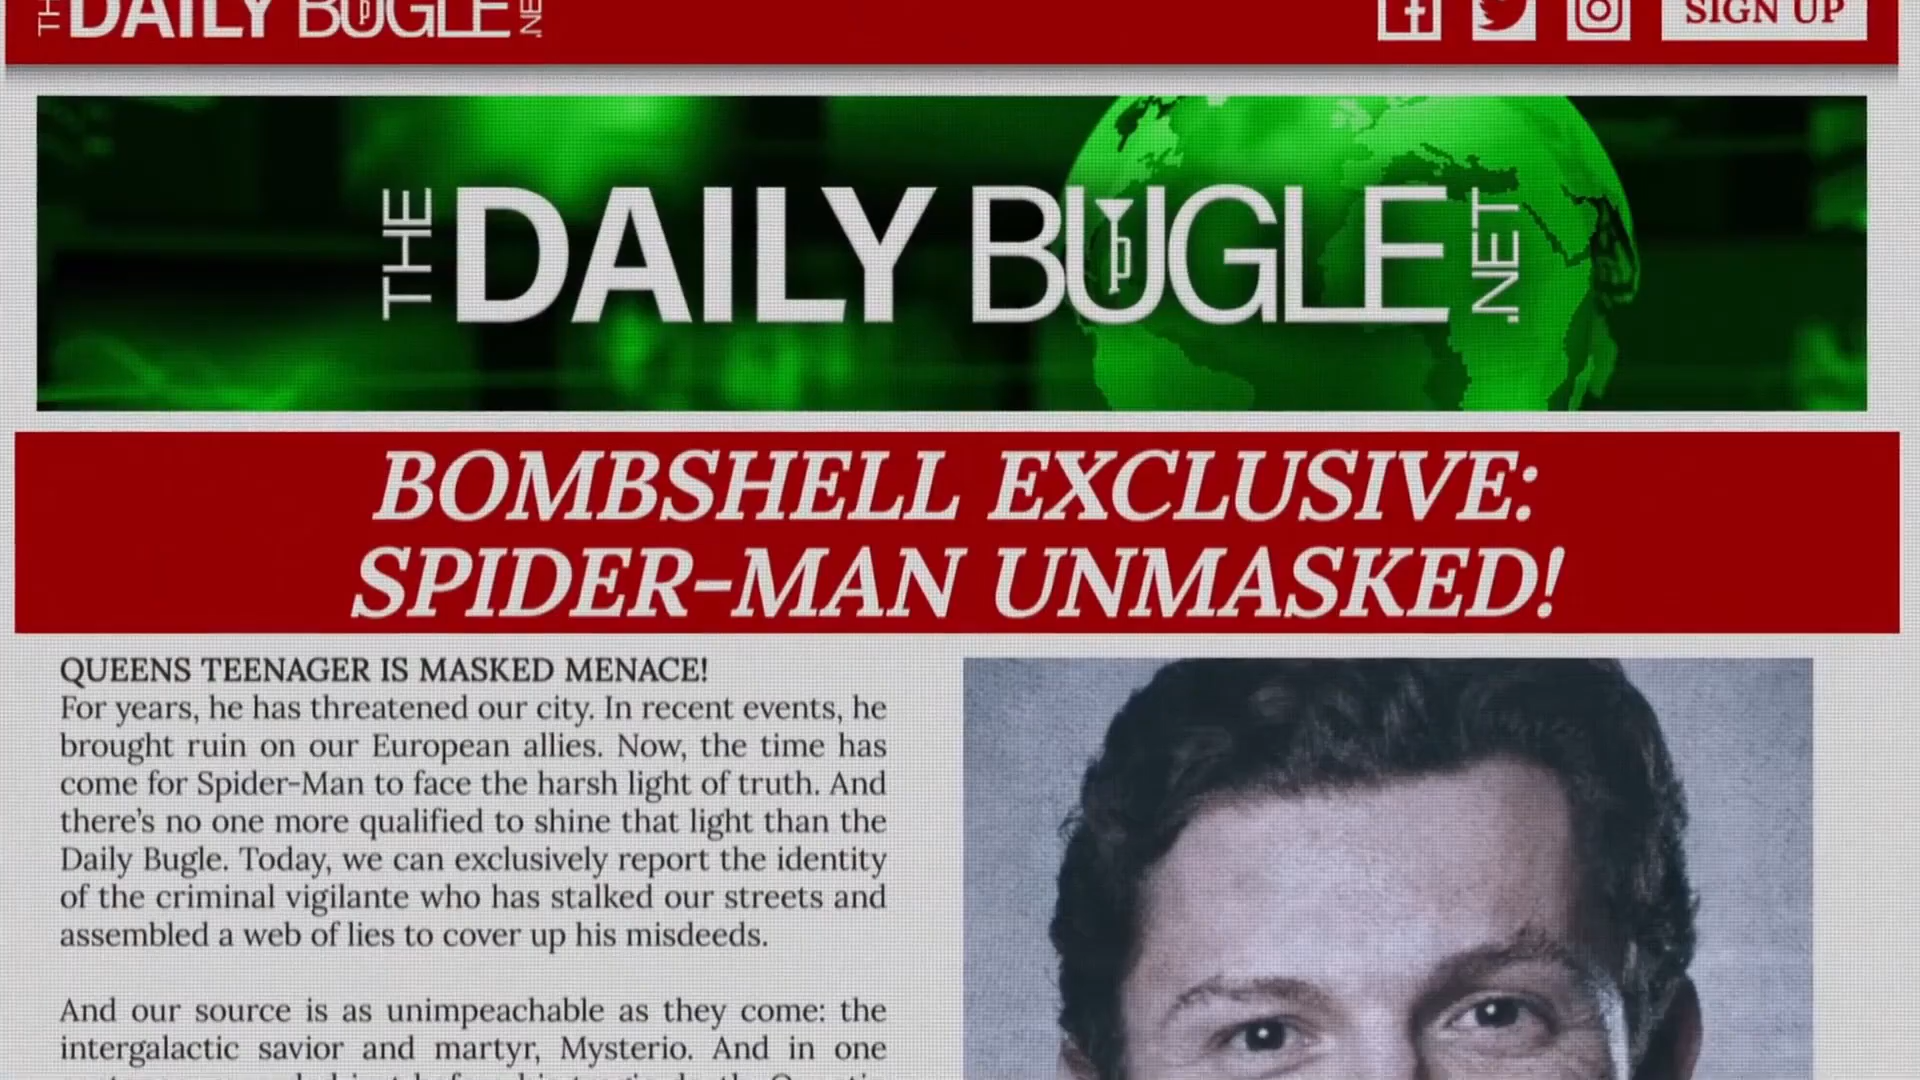 THE DAILY BUGLE .NE
SIGN UP
THE DAILY BUGLE .NET
BOMBSHELL EXCLUSIVE:
SPIDER-MAN UNMASKED!
QUEENS TEENAGER IS MASKED MENACE!
For years, he has threatened our city. In recent events, he
brought ruin on our European allies. Now, the time has
come for Spider-Man to face the harsh light of truth. And
there's no one more qualified to shine that light than the
Daily Bugle. Today, we can exclusively report the identity
of the criminal vigilante who has stalked our streets and
assembled a web of lies to cover up his misdeeds.
And our source is as unimpeachable as they come: the
intergalactic savior and martyr, Mysterio. And in one